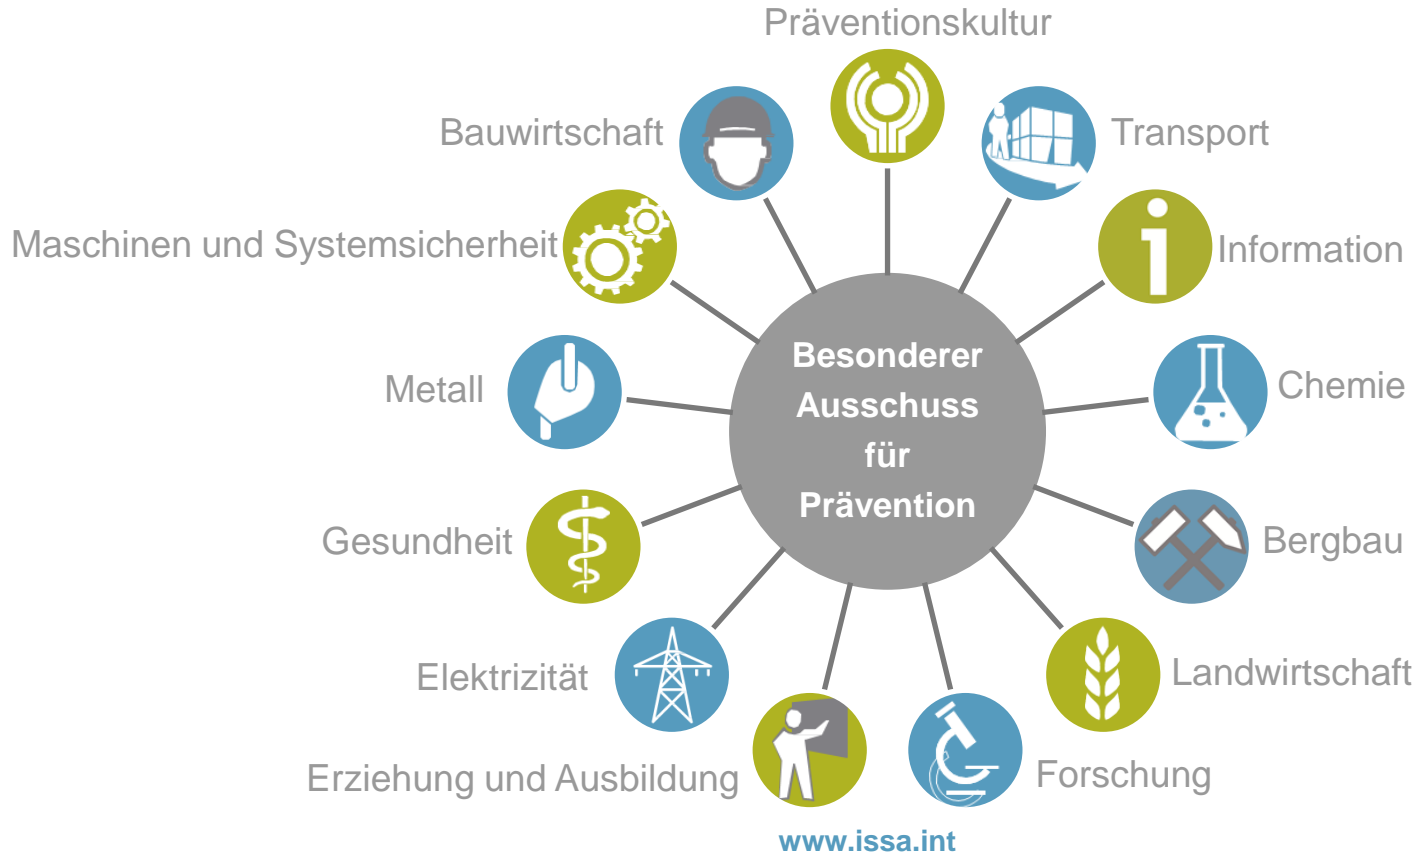 Präventionskultur
Bauwirtschaft
Transport
Maschinen und Systemsicherheit
Information
Besonderer
Ausschuss
für
Prävention
Metall
Chemie
Gesundheit
Bergbau
Elektrizität
Landwirtschaft
Erziehung und Ausbildung
Forschung
www.issa.int